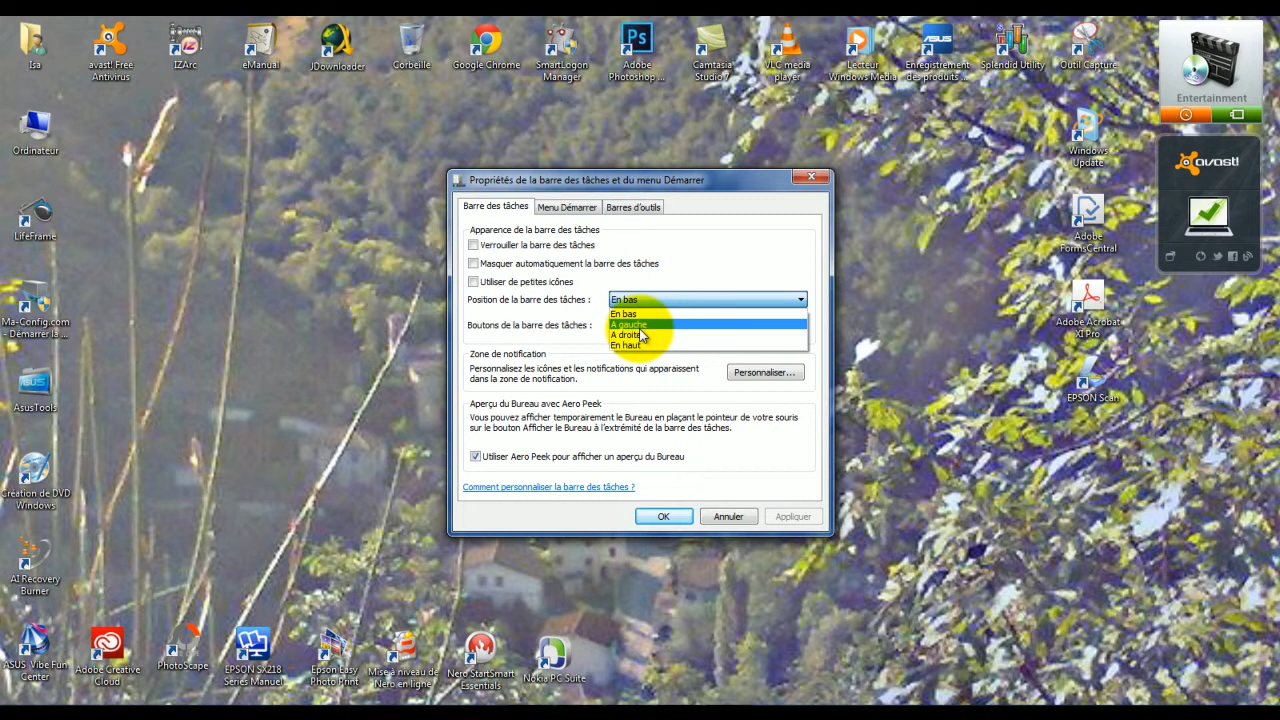 Isa
avast! Free
Antivirus
IZArc
eManual
JDownloader
Corbeille
Google Chrome
SmartLogon
Manager
Adobe
Photoshop ...
Camtasia
Studio 7
VLC media
player
Lecteur
Windows Media
Enregistrement
des produits ...
Splendid Utility
Outil Capture
Entertainment
Ordinateur
Windows
Update
avast!
LifeFrame
Adobe
FormsCentral
Ma-Config.com
- Démarrer la ...
Adobe Acrobat
XI Pro
AsusTools
EPSON Scan
Création de DVD
Windows
AI Recovery
Burner
ASUS Vibe Fun
Center
Adobe Creative
Cloud
PhotoScape
EPSON SX218
Series Manuel
Epson Easy
Photo Print
Mise à niveau de
Nero en ligne
Nero StartSmart
Essentials
Nokia PC Suite
Propriétés de la barre des tâches et du menu Démarrer
Barre des tâches
Menu Démarrer
Barres d'outils
Apparence de la barre des tâches
Verrouiller la barre des tâches
Masquer automatiquement la barre des tâches
Utiliser de petites icônes
Position de la barre des tâches :
En bas
En bas
A gauche
A droite
En haut
Boutons de la barre des tâches :
Zone de notification
Personnalisez les icônes et les notifications qui apparaissent
dans la zone de notification.
Personnaliser...
Aperçu du Bureau avec Aero Peek
Vous pouvez afficher temporairement le Bureau en plaçant le pointeur de votre souris
sur le bouton Afficher le Bureau à l'extrémité de la barre des tâches.
Utiliser Aero Peek pour afficher un aperçu du Bureau
Comment personnaliser la barre des tâches ?
OK
Annuler
Appliquer